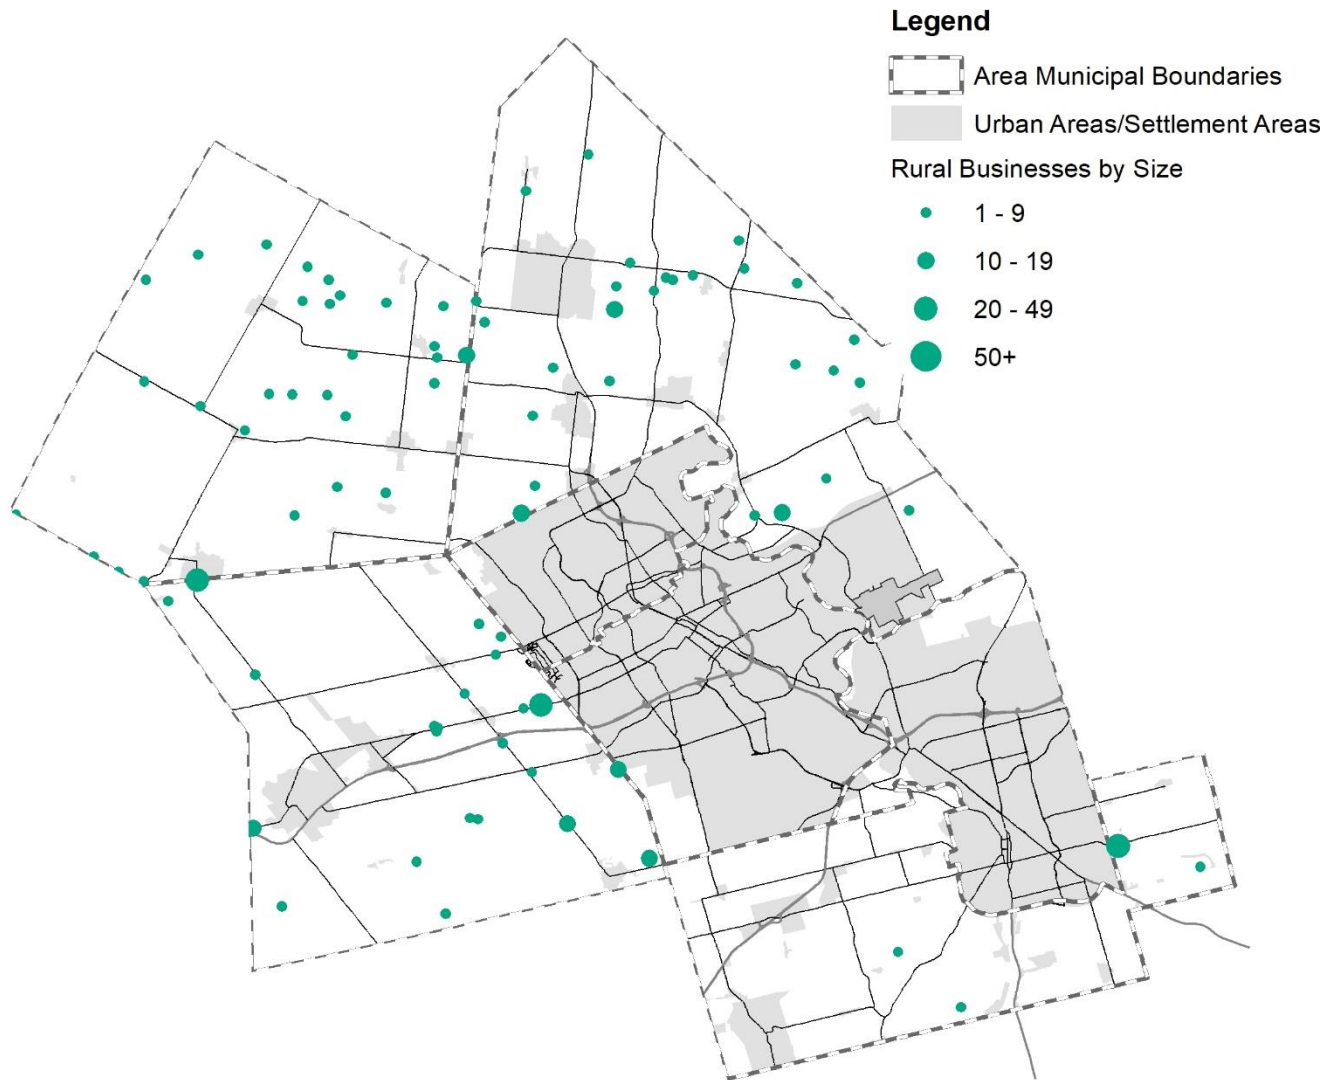 Legend
Area Municipal Boundaries
Urban Areas/Settlement Areas
Rural Businesses by Size
1 - 9
10 - 19
20 - 49
50+